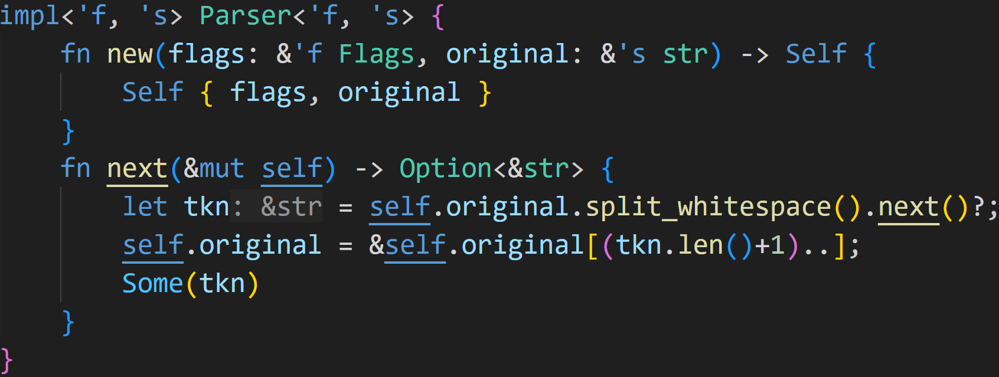 impl<'f, 's> Parser<'f, 's> {
    fn new(flags: &'f Flags, original: &'s str) -> Self {
        Self { flags, original }
    }
    fn next(&mut self) -> Option<&str> {
        let tkn: &str = self.original.split_whitespace().next()?;
        self.original = &self.original[(tkn.len()+1)..];
        Some(tkn)
    }
}